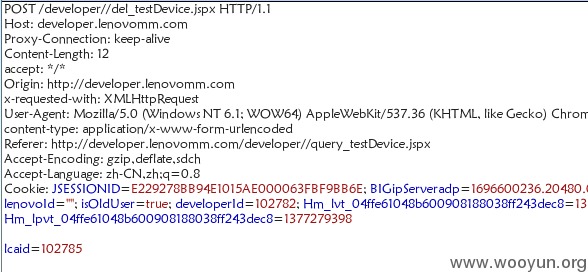 POST /developer//del_testDevice.jspx HTTP/1.1
Host: developer.lenovomm.com
Proxy-Connection: keep-alive
Content-Length: 12
accept: */*
Origin: http://developer.lenovomm.com
x-requested-with: XMLHttpRequest
User-Agent: Mozilla/5.0 (Windows NT 6.1; WOW64) AppleWebKit/537.36 (KHTML, like Gecko) Chrom
content-type: application/x-www-form-urlencoded
Referer: http://developer.lenovomm.com/developer//query_testDevice.jspx
Accept-Encoding: gzip,deflate,sdch
Accept-Language: zh-CN,zh;q=0.8
Cookie: JSESSIONID=E229278BB94E1015AE000063FBF9BB6E; BIGipServeradp=1696600236.20480.0
lenovoId=""; isOldUser=true; developerId=102782; Hm_lvt_04ffe61048b600908188038ff243dec8=13
Hm_lpvt_04ffe61048b600908188038ff243dec8=1377279398
lcaid=102785
www.wooyun.org